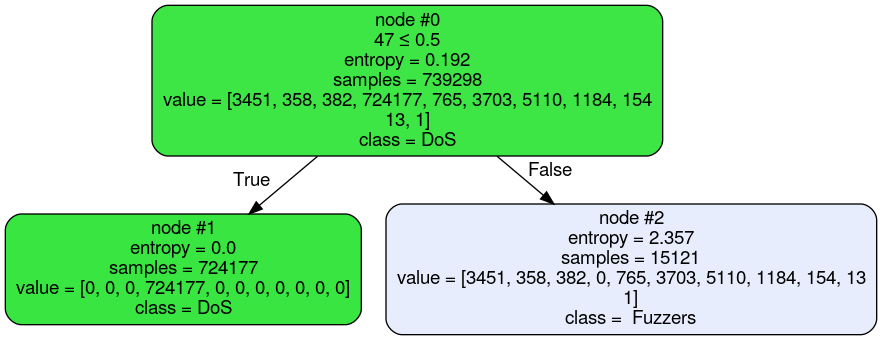 node #0
47 ≤ 0.5
entropy = 0.192
samples = 739298
value = [3451, 358, 382, 724177, 765, 3703, 5110, 1184, 154
13, 1]
class = DoS
True
False
node #1
entropy = 0.0
samples = 724177
value = [0, 0, 0, 724177, 0, 0, 0, 0, 0, 0, 0]
class = DoS
node #2
entropy = 2.357
samples = 15121
value = [3451, 358, 382, 0, 765, 3703, 5110, 1184, 154, 13
1]
class =  Fuzzers